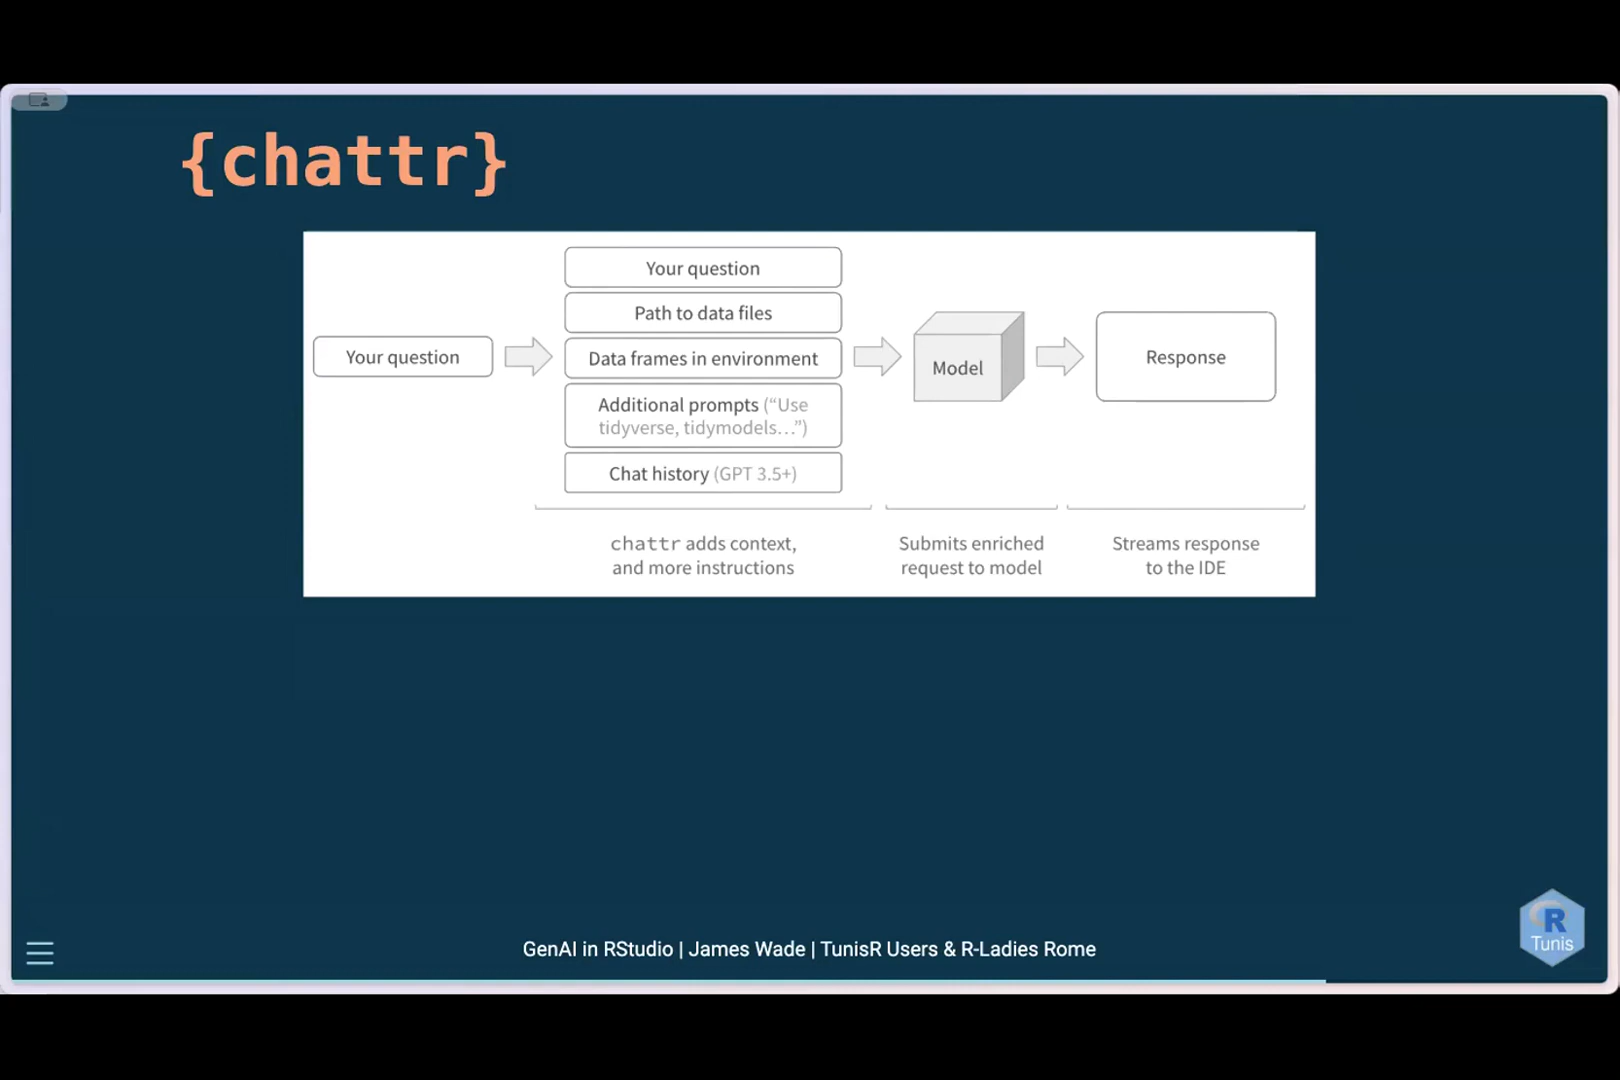 {chattr}
Your question
Your question
Path to data files
Data frames in environment
Additional prompts (“Use
tidyverse, tidymodels...”)
Chat history (GPT 3.5+)
Model
Response
chattr adds context,
and more instructions
Submits enriched
request to model
Streams response
to the IDE
GenAI in RStudio | James Wade | TunisR Users & R-Ladies Rome
R
Tunis